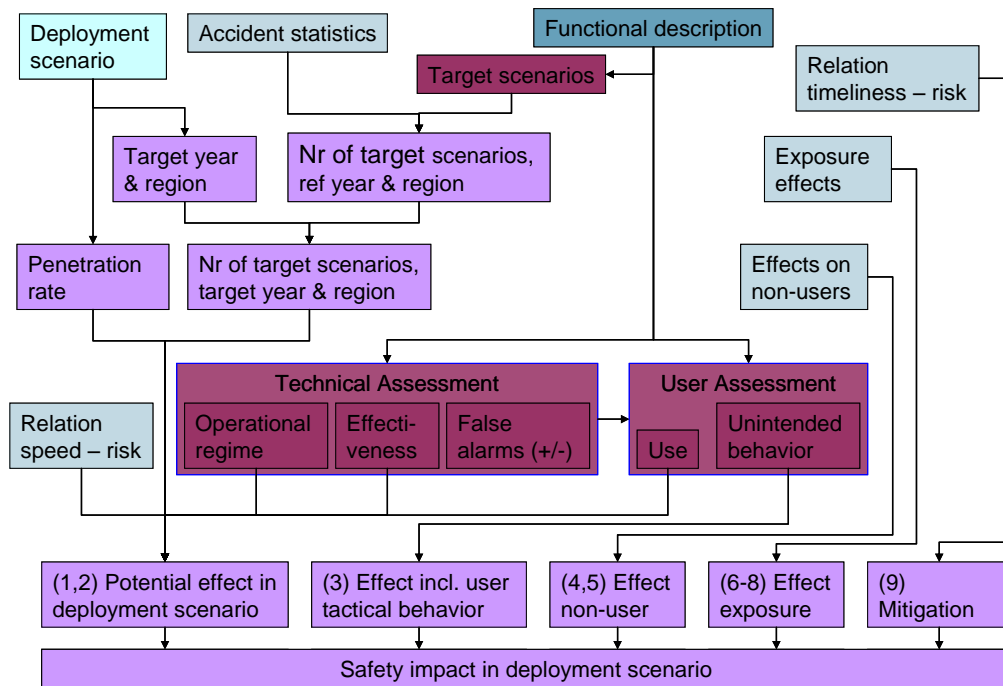 Deployment
scenario
Accident statistics
Functional description
Target scenarios
Relation
timeliness – risk
Target year
& region
Nr of target scenarios,
ref year & region
Exposure
effects
Penetration
rate
Nr of target scenarios,
target year & region
Effects on
non-users
Technical Assessment
User Assessment
Relation
speed – risk
Operational
regime
Effecti-
veness
False
alarms (+/-)
Use
Unintended
behavior
(1,2) Potential effect in
deployment scenario
(3) Effect incl. user
tactical behavior
(4,5) Effect
non-user
(6-8) Effect
exposure
(9)
Mitigation
Safety impact in deployment scenario